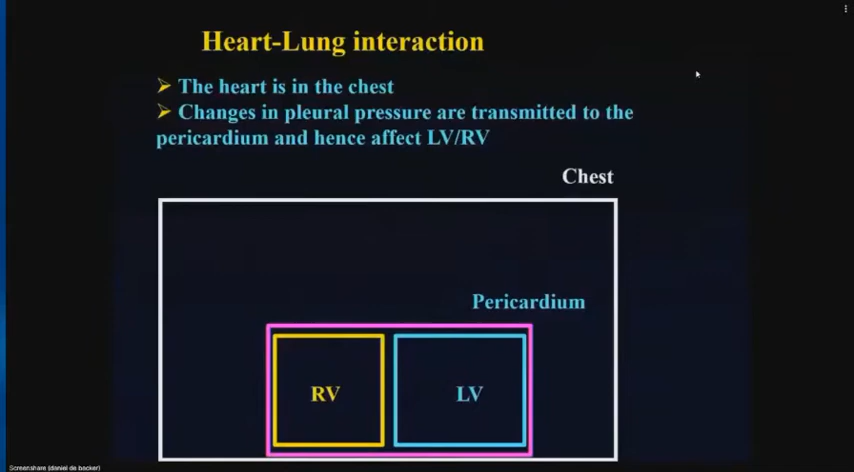 Heart-Lung interaction
➢ The heart is in the chest
➢ Changes in pleural pressure are transmitted to the
pericardium and hence affect LV/RV
Chest
Pericardium
RV LV
Screenshare (daniel de backer)